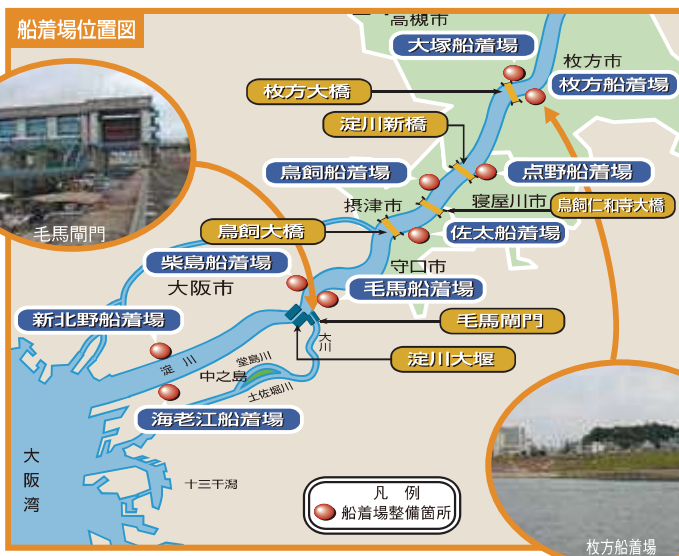 船着場位置図
高槻市
大塚船着場
枚方市
枚方船着場
枚方大橋
淀川新橋
鳥飼船着場
点野船着場
摂津市
寝屋川市
鳥飼仁和寺大橋
鳥飼大橋
佐太船着場
毛馬閘門
柴島船着場
守口市
大阪市
毛馬船着場
新北野船着場
毛馬閘門
大川
淀川
堂島川
淀川大堰
中之島
土佐堀川
海老江船着場
大阪湾
十三干潟
凡 例
船着場整備箇所
枚方船着場